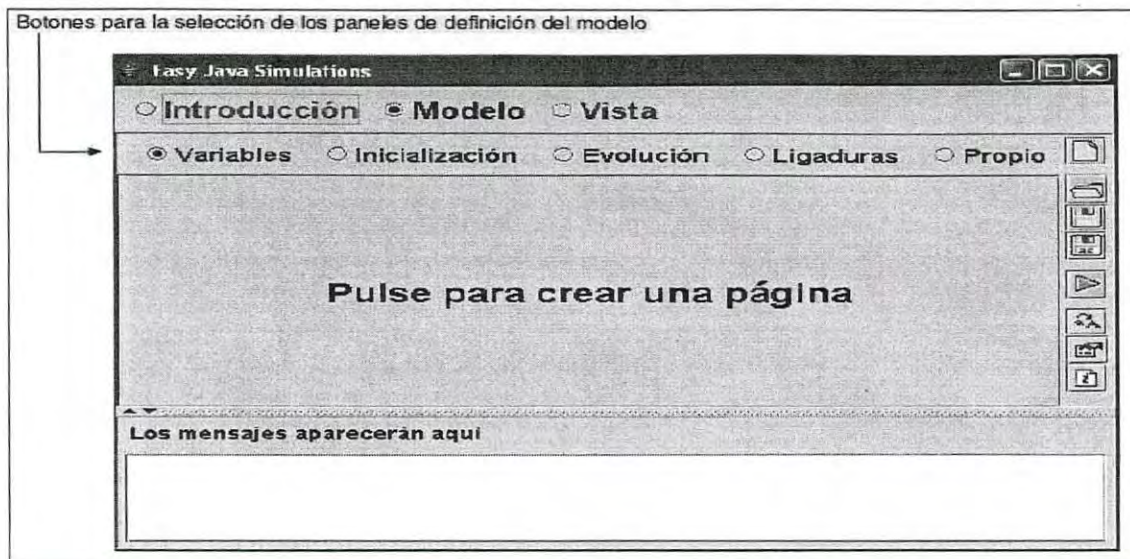 Botones para la selección de los paneles de definición del modelo
Easy Java Simulations
Introducción Modelo Vista
Variables Inicialización Evolución Ligaduras Propio
Pulse para crear una página
Los mensajes aparecerán aquí